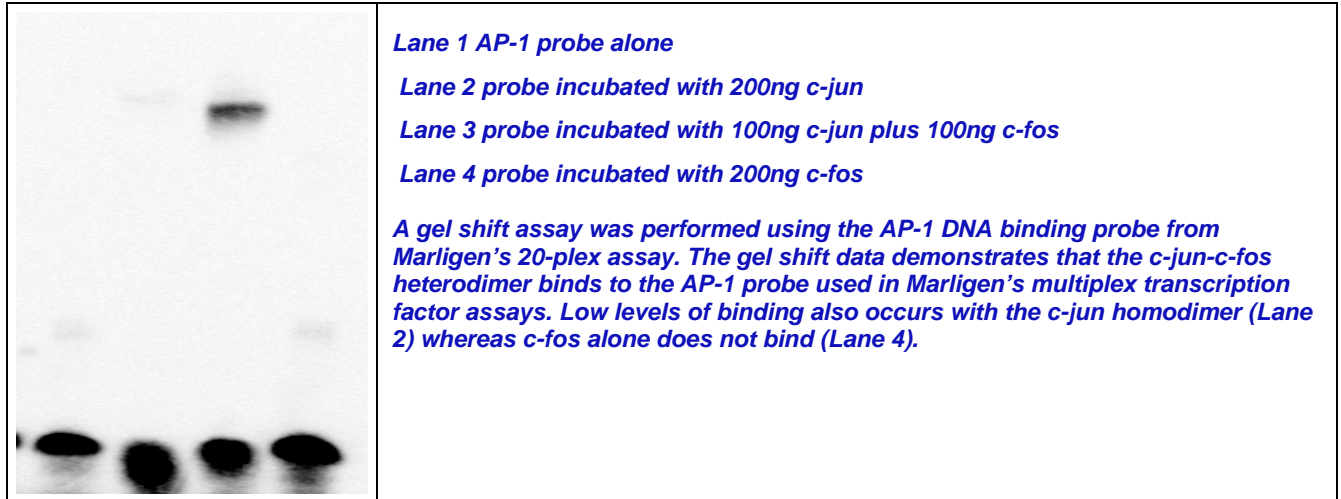 Lane 1 AP-1 probe alone
Lane 2 probe incubated with 200ng c-jun
Lane 3 probe incubated with 100ng c-jun plus 100ng c-fos
Lane 4 probe incubated with 200ng c-fos
A gel shift assay was performed using the AP-1 DNA binding probe from
Marligen's 20-plex assay. The gel shift data demonstrates that the c-jun-c-fos
heterodimer binds to the AP-1 probe used in Marligen's multiplex transcription
factor assays. Low levels of binding also occurs with the c-jun homodimer (Lane
2) whereas c-fos alone does not bind (Lane 4).